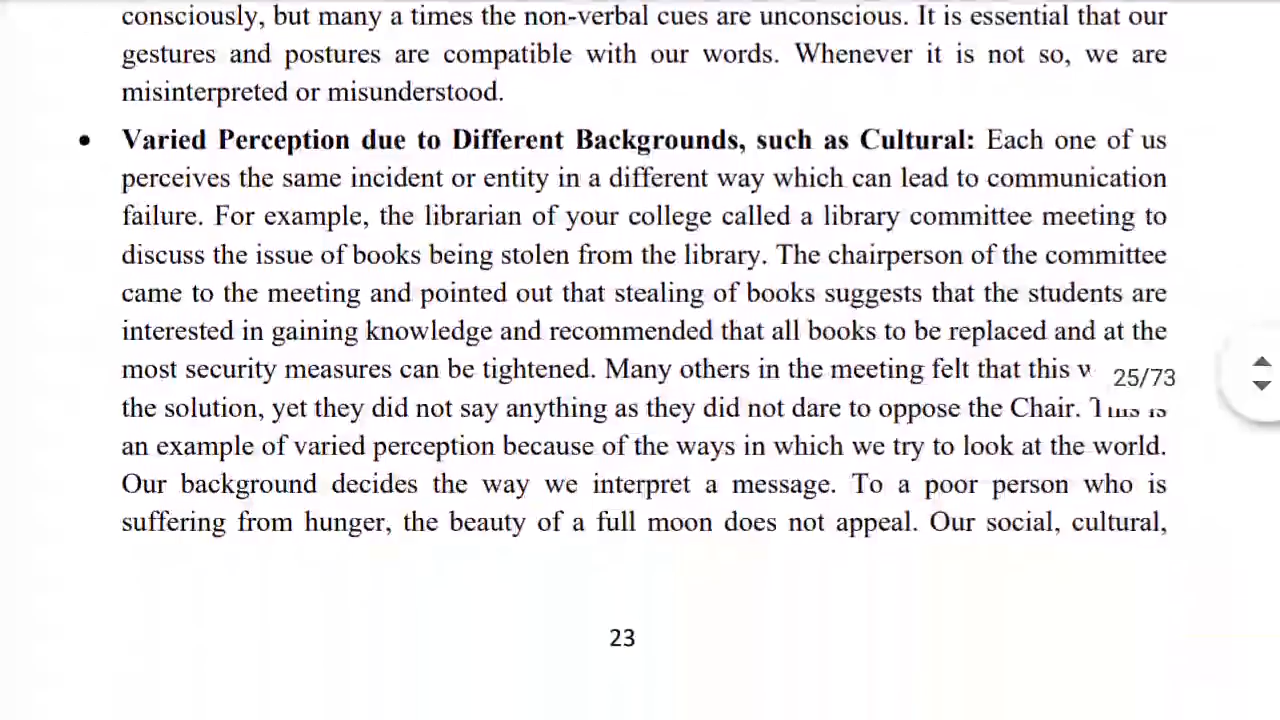 consciously, but many a times the non-verbal cues are unconscious. It is essential that our
gestures and postures are compatible with our words. Whenever it is not so, we are
misinterpreted or misunderstood.
• Varied Perception due to Different Backgrounds, such as Cultural: Each one of us
perceives the same incident or entity in a different way which can lead to communication
failure. For example, the librarian of your college called a library committee meeting to
discuss the issue of books being stolen from the library. The chairperson of the committee
came to the meeting and pointed out that stealing of books suggests that the students are
interested in gaining knowledge and recommended that all books to be replaced and at the
most security measures can be tightened. Many others in the meeting felt that this
25/73
the solution, yet they did not say anything as they did not dare to oppose the Chair.
an example of varied perception because of the ways in which we try to look at the world.
Our background decides the way we interpret a message. To a poor person who is
suffering from hunger, the beauty of a full moon does not appeal. Our social, cultural,
23